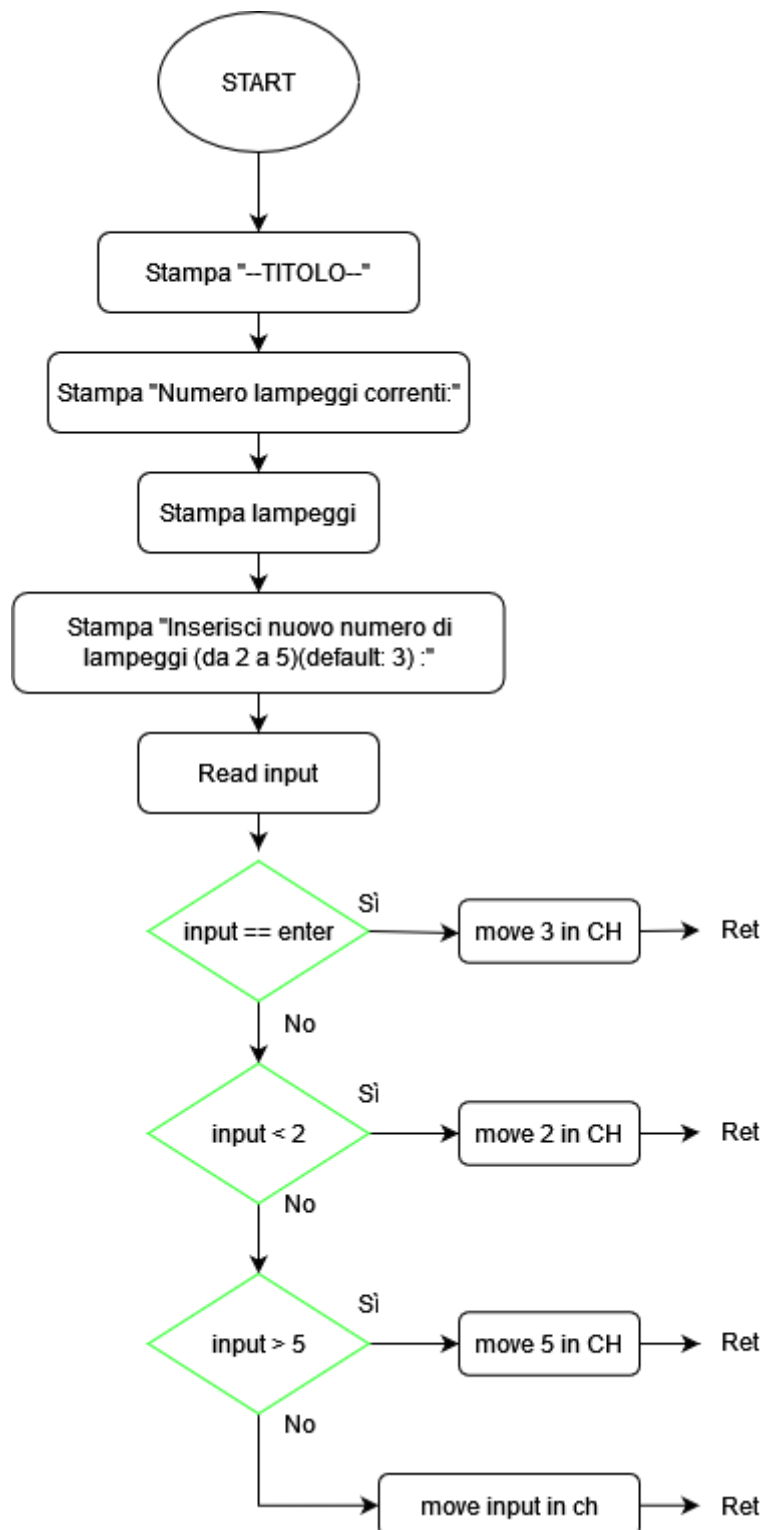 START
Stampa "--TITOLO--"
Stampa "Numero lampeggi correnti:"
Stampa lampeggi
Stampa "Inserisci nuovo numero di
lampeggi (da 2 a 5)(default: 3) :"
Read input
input == enter
Sì
move 3 in CH
Ret
No
input < 2
Sì
move 2 in CH
Ret
No
input > 5
Sì
move 5 in CH
Ret
No
move input in ch
Ret